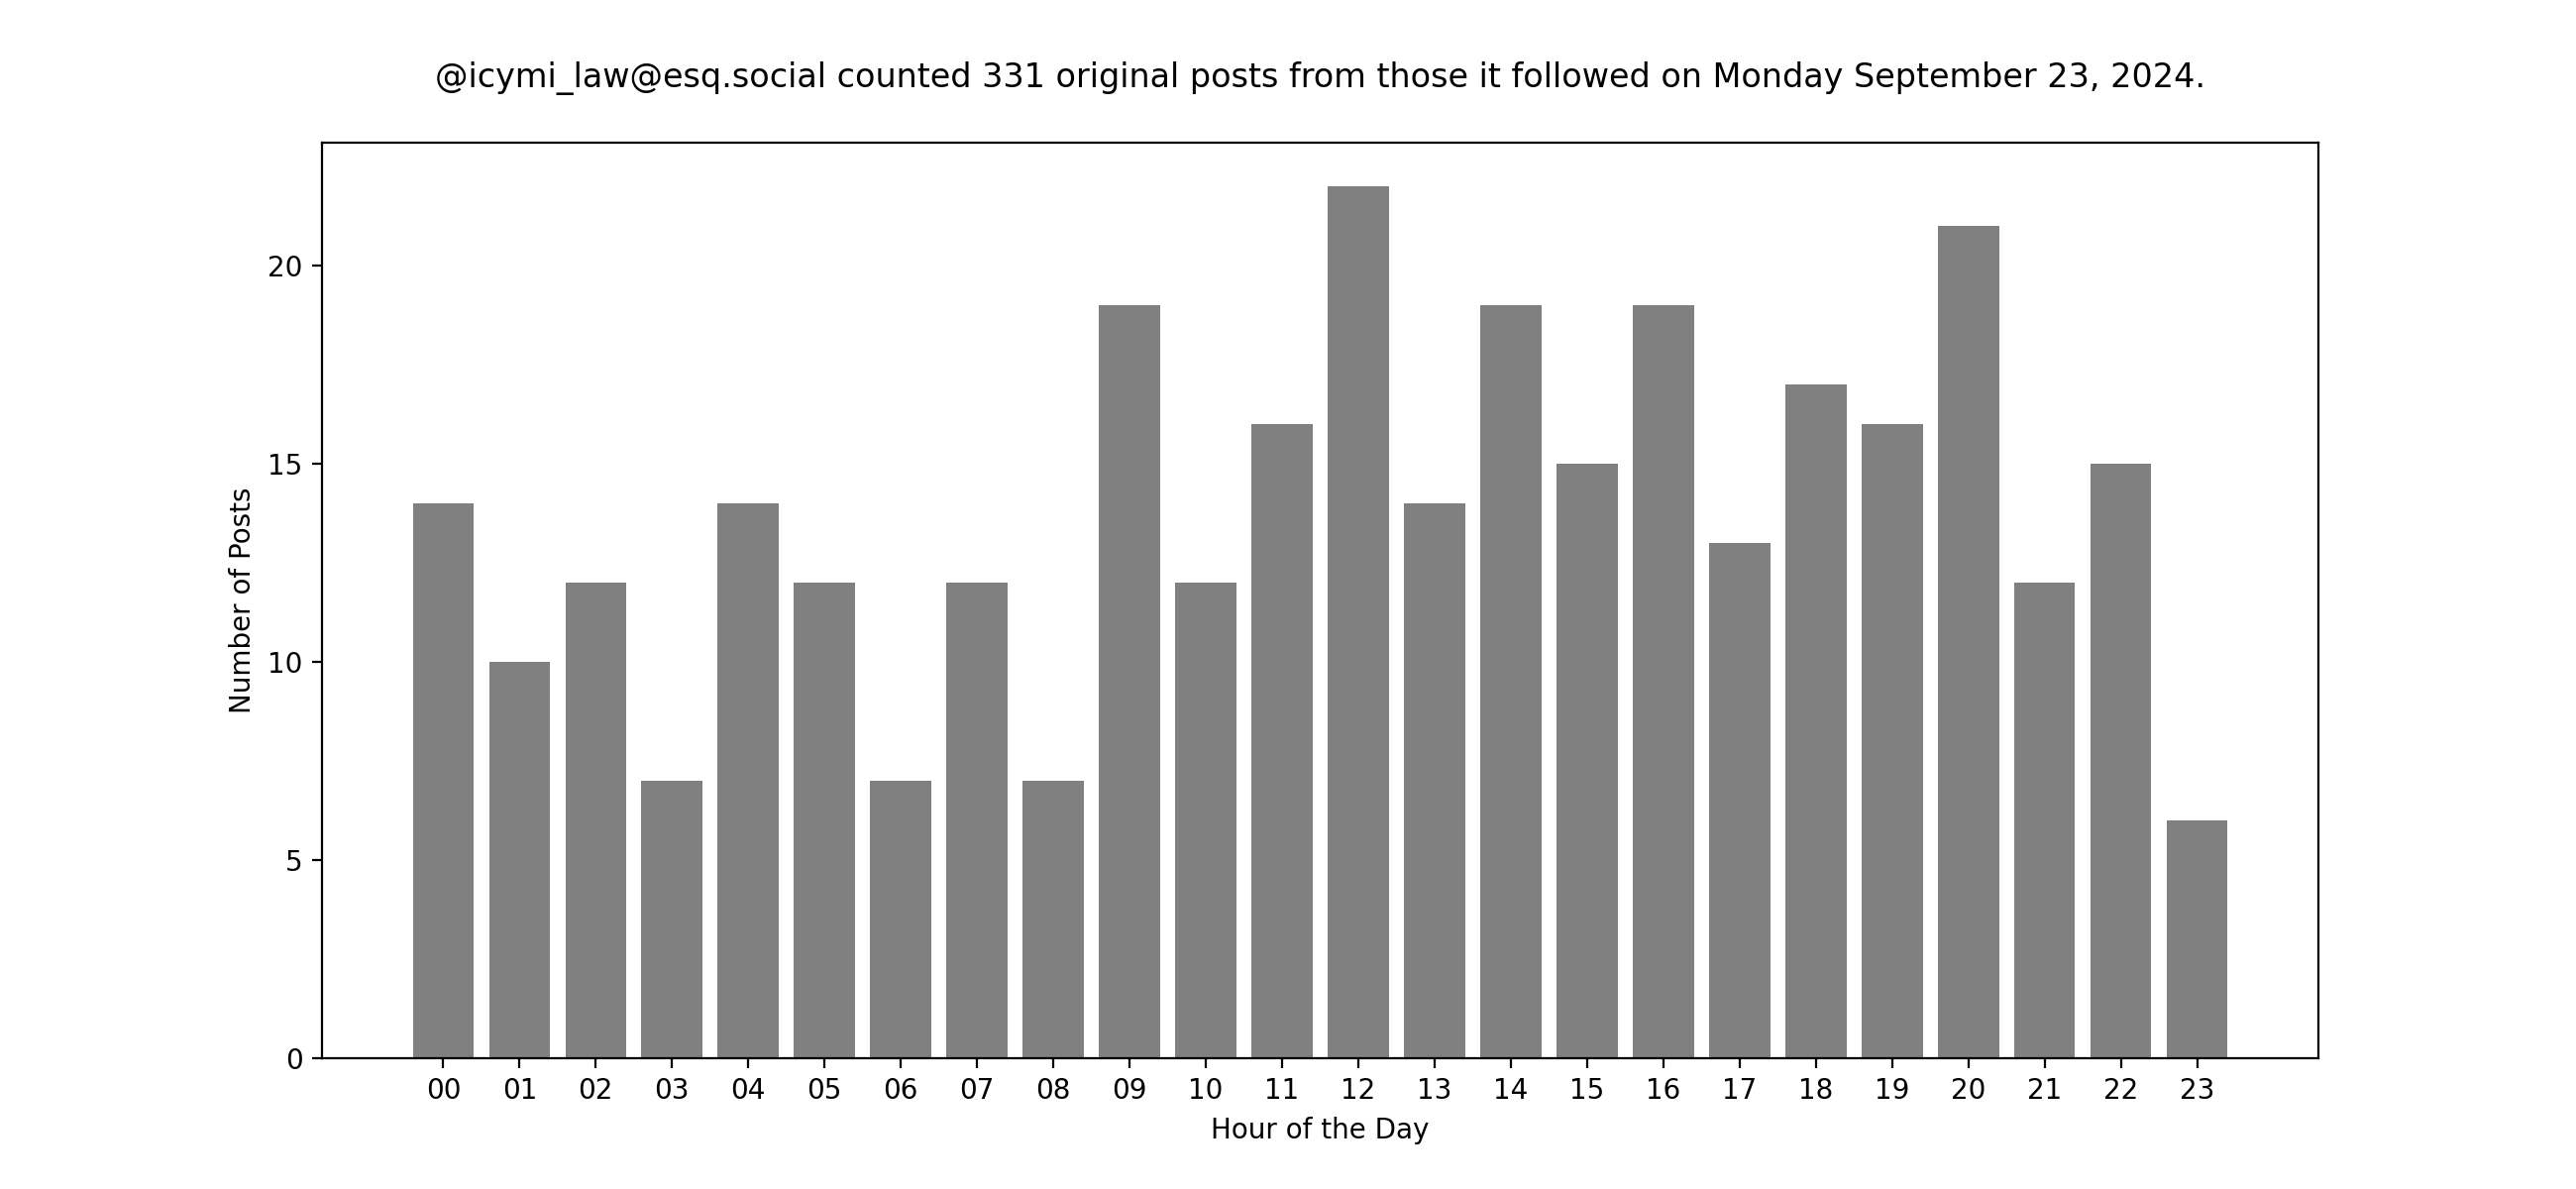 @icymi_law@esq.social counted 331 original posts from those it followed on Monday September 23, 2024.
Number of Posts
20
15
10
5
0
00 01 02 03 04 05 06 07 08 09 10 11 12 13 14 15 16 17 18 19 20 21 22 23
Hour of the Day